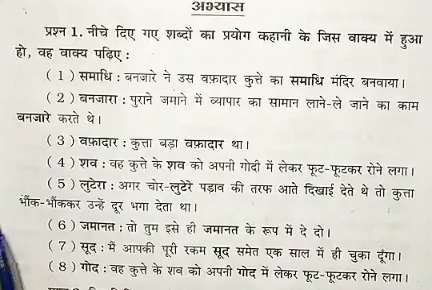 अभ्यास
प्रश्न 1. नीचे दिए गए शब्दों का प्रयोग कहानी के जिस वाक्य में हुआ
हो, वह वाक्य पढ़िए :
( 1 ) समाधि : बनजारे ने उस वफ़ादार कुत्ते का समाधि मंदिर बनवाया।
( 2 ) बनजारा : पुराने जमाने में व्यापार का सामान लाने-ले जाने का काम
बनजारे करते थे।
( 3 ) वफ़ादार : कुत्ता बड़ा वफ़ादार था।
( 4 ) शव : वह कुत्ते के शव को अपनी गोदी में लेकर फूट-फूटकर रोने लगा।
( 5 ) लुटेरा : अगर चोर-लुटेरे पड़ाव की तरफ आते दिखाई देते थे तो कुत्ता
भौंक-भौंककर उन्हें दूर भगा देता था।
( 6 ) जमानत : तो तुम इसे ही जमानत के रूप में दे दो।
( 7 ) सूद : मैं आपकी पूरी रकम सूद समेत एक साल में ही चुका दूँगा।
( 8 ) गोद : वह कुत्ते के शव को अपनी गोद में लेकर फूट-फूटकर रोने लगा।